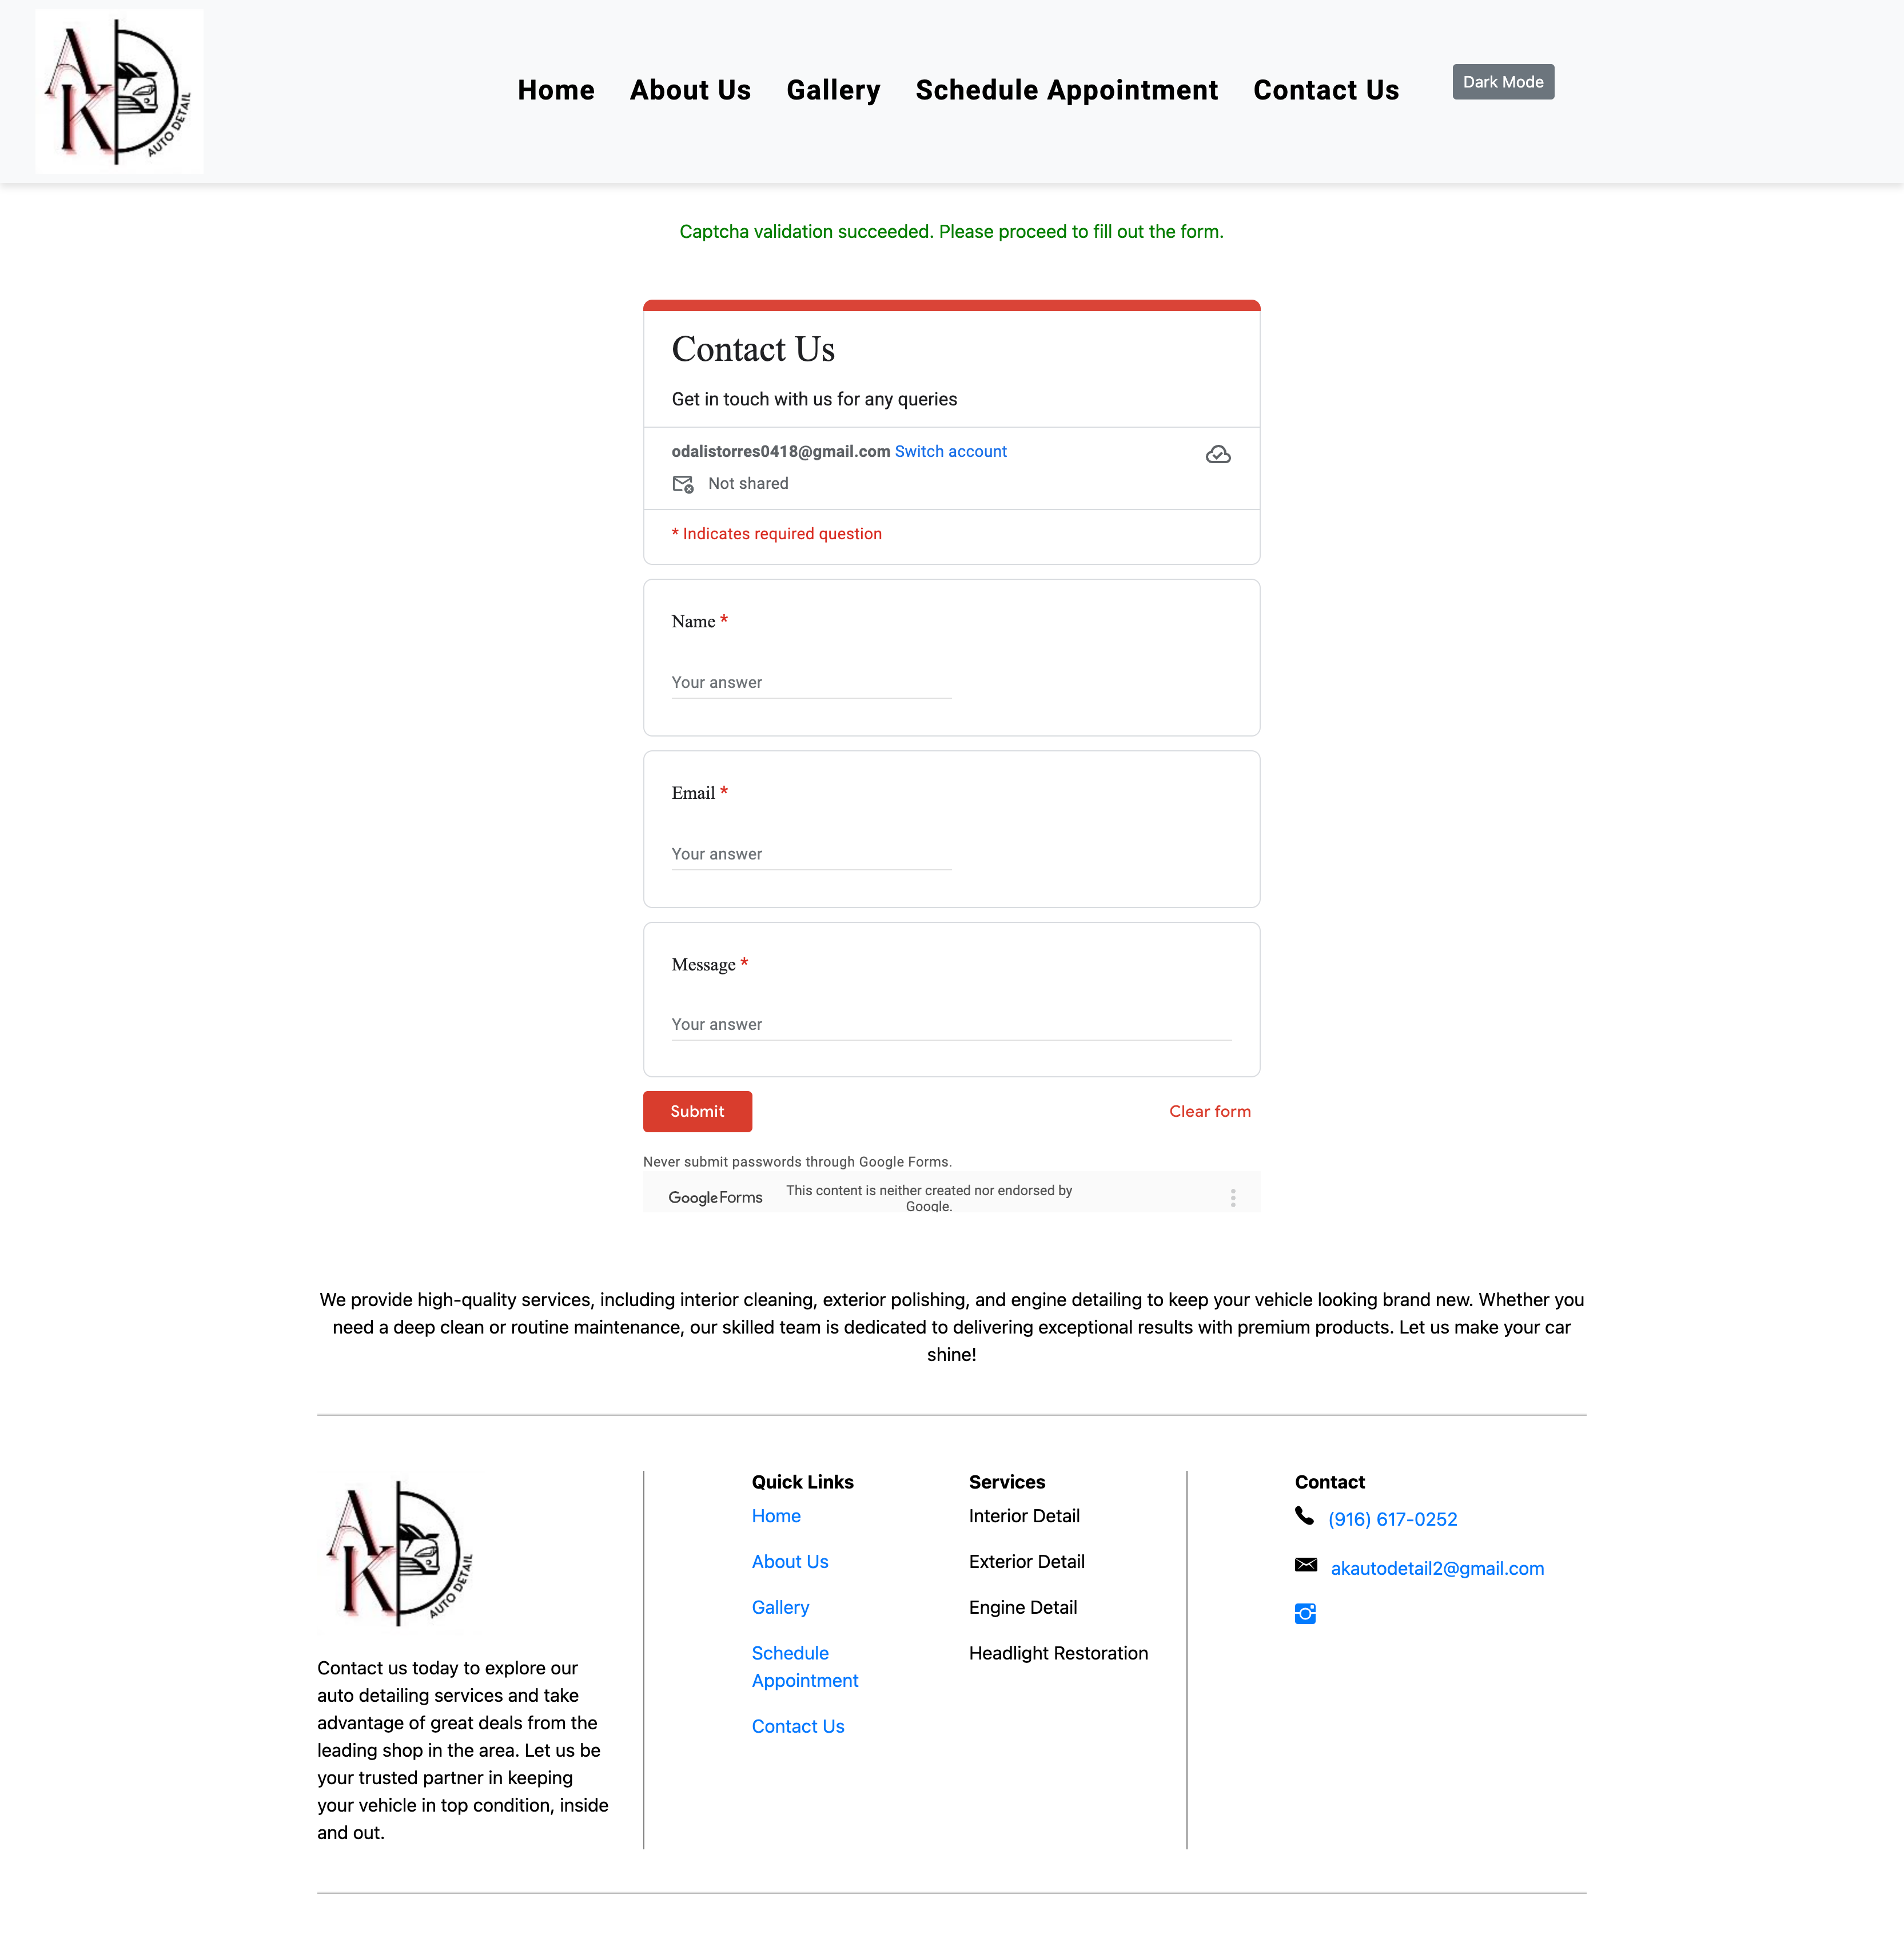 AKD AUTO DETAIL
Home About Us Gallery Schedule Appointment Contact Us Dark Mode
Captcha validation succeeded. Please proceed to fill out the form.
Contact Us
Get in touch with us for any queries
odalistorres0418@gmail.com Switch account
Not shared
* Indicates required question
Name *
Your answer
Email *
Your answer
Message *
Your answer
Submit Clear form
Never submit passwords through Google Forms.
Google Forms This content is neither created nor endorsed by
Google.
We provide high-quality services, including interior cleaning, exterior polishing, and engine detailing to keep your vehicle looking brand new. Whether you
need a deep clean or routine maintenance, our skilled team is dedicated to delivering exceptional results with premium products. Let us make your car
shine!
AKD AUTO DETAIL
Contact us today to explore our
auto detailing services and take
advantage of great deals from the
leading shop in the area. Let us be
your trusted partner in keeping
your vehicle in top condition, inside
and out.
Quick Links
Home
About Us
Gallery
Schedule
Appointment
Contact Us
Services
Interior Detail
Exterior Detail
Engine Detail
Headlight Restoration
Contact
(916) 617-0252
akautodetail2@gmail.com